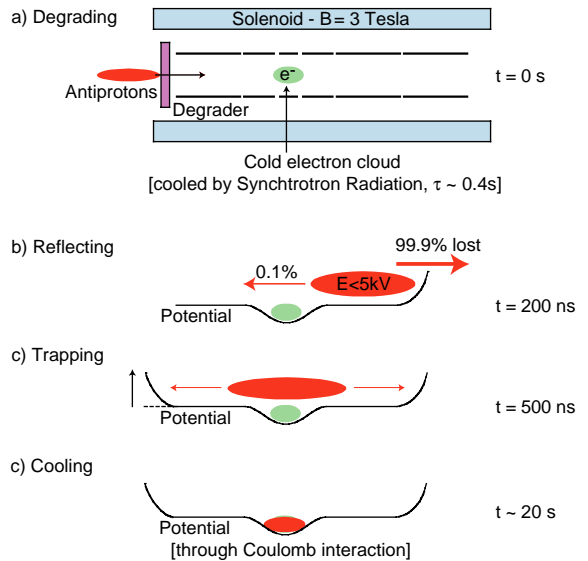 a) Degrading
Solenoid - B= 3 Tesla
e-
t = 0 s
Antiprotons
Degrader
Cold electron cloud
[cooled by Synchtrotron Radiation, τ ~ 0.4s]
b) Reflecting
99.9% lost
0.1%
E<5kV
Potential
t = 200 ns
c) Trapping
Potential
t = 500 ns
c) Cooling
Potential
t ~ 20 s
[through Coulomb interaction]